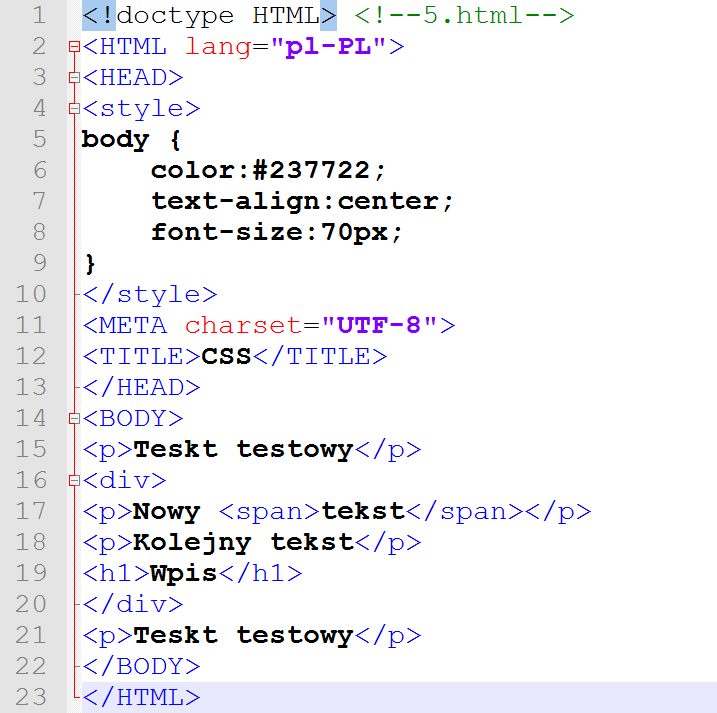 1 <!doctype HTML> <!--5.html-->
2 <HTML lang="pl-PL">
3 <HEAD>
4 <style>
5 body {
6     color:#237722;
7     text-align:center;
8     font-size:70px;
9 }
10 </style>
11 <META charset="UTF-8">
12 <TITLE>CSS</TITLE>
13 </HEAD>
14 <BODY>
15 <p>Teskt testowy</p>
16 <div>
17 <p>Nowy <span>tekst</span></p>
18 <p>Kolejny tekst</p>
19 <h1>Wpis</h1>
20 </div>
21 <p>Teskt testowy</p>
22 </BODY>
23 </HTML>